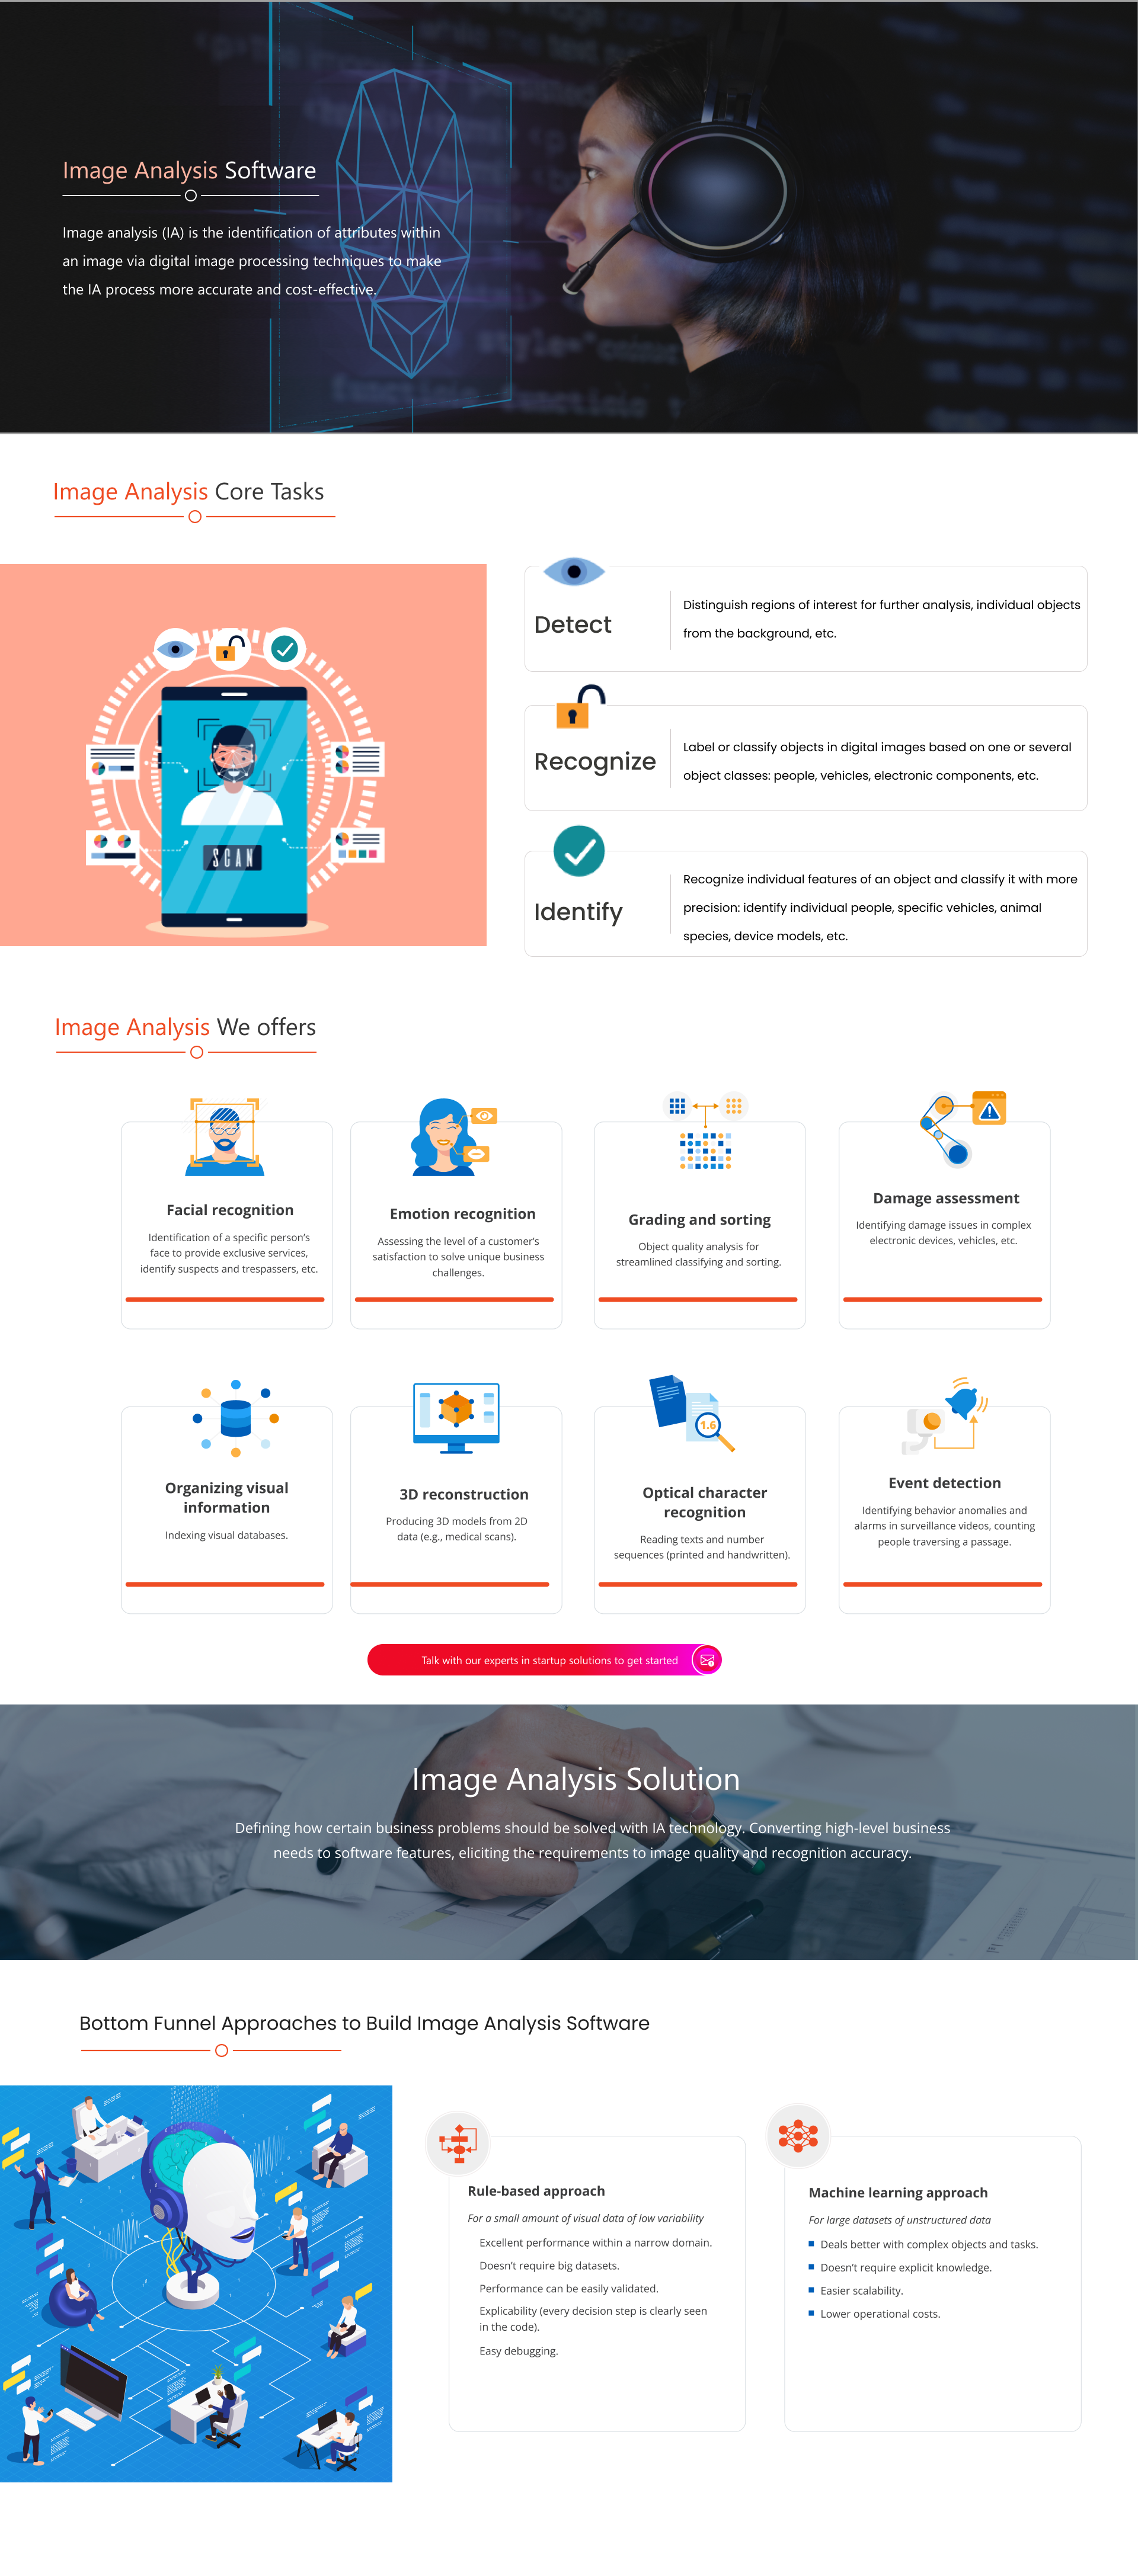 Image Analysis Software
Image analysis (IA) is the identification of attributes within
an image via digital image processing techniques to make
the IA process more accurate and cost-effective.
Image Analysis Core Tasks
SCAN
Detect
Distinguish regions of interest for further analysis, individual objects
from the background, etc.
Recognize
Label or classify objects in digital images based on one or several
object classes: people, vehicles, electronic components, etc.
Identify
Recognize individual features of an object and classify it with more
precision: identify individual people, specific vehicles, animal
species, device models, etc.
Image Analysis We offers
Facial recognition
Identification of a specific person’s
face to provide exclusive services,
identify suspects and trespassers, etc.
Emotion recognition
Assessing the level of a customer’s
satisfaction to solve unique business
challenges.
Grading and sorting
Object quality analysis for
streamlined classifying and sorting.
Damage assessment
Identifying damage issues in complex
electronic devices, vehicles, etc.
Organizing visual
information
Indexing visual databases.
3D reconstruction
Producing 3D models from 2D
data (e.g., medical scans).
1.6
Optical character
recognition
Reading texts and number
sequences (printed and handwritten).
Event detection
Identifying behavior anomalies and
alarms in surveillance videos, counting
people traversing a passage.
Talk with our experts in startup solutions to get started
Image Analysis Solution
Defining how certain business problems should be solved with IA technology. Converting high-level business
needs to software features, eliciting the requirements to image quality and recognition accuracy.
Bottom Funnel Approaches to Build Image Analysis Software
Rule-based approach
For a small amount of visual data of low variability
Excellent performance within a narrow domain.
Doesn’t require big datasets.
Performance can be easily validated.
Explicability (every decision step is clearly seen
in the code).
Easy debugging.
Machine learning approach
For large datasets of unstructured data
Deals better with complex objects and tasks.
Doesn’t require explicit knowledge.
Easier scalability.
Lower operational costs.